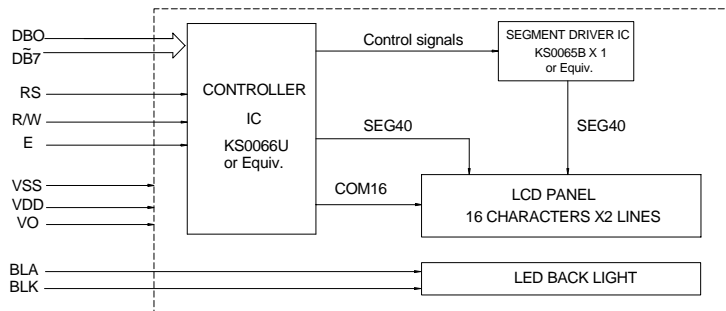 DBO
~
DB7
RS
R/W
E
VSS
VDD
VO
BLA
BLK
CONTROLLER
IC
KS0066U
or Equiv.
Control signals
SEG40
COM16
SEGMENT DRIVER IC
KS0065B X 1
or Equiv.
SEG40
LCD PANEL
16 CHARACTERS X2 LINES
LED BACK LIGHT